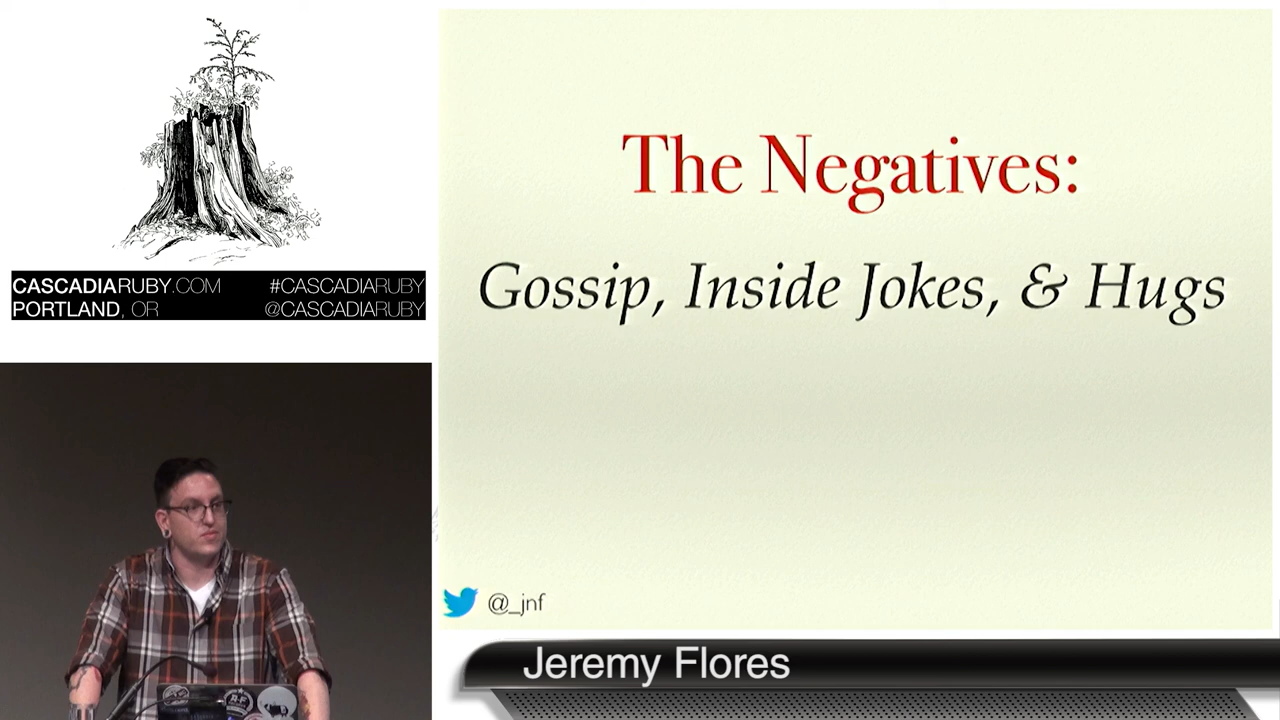 CASCADIARUBY.COM #CASCADIARUBY
PORTLAND, OR @CASCADIARUBY
The Negatives:
Gossip, Inside Jokes, & Hugs
@_jnf
Jeremy Flores